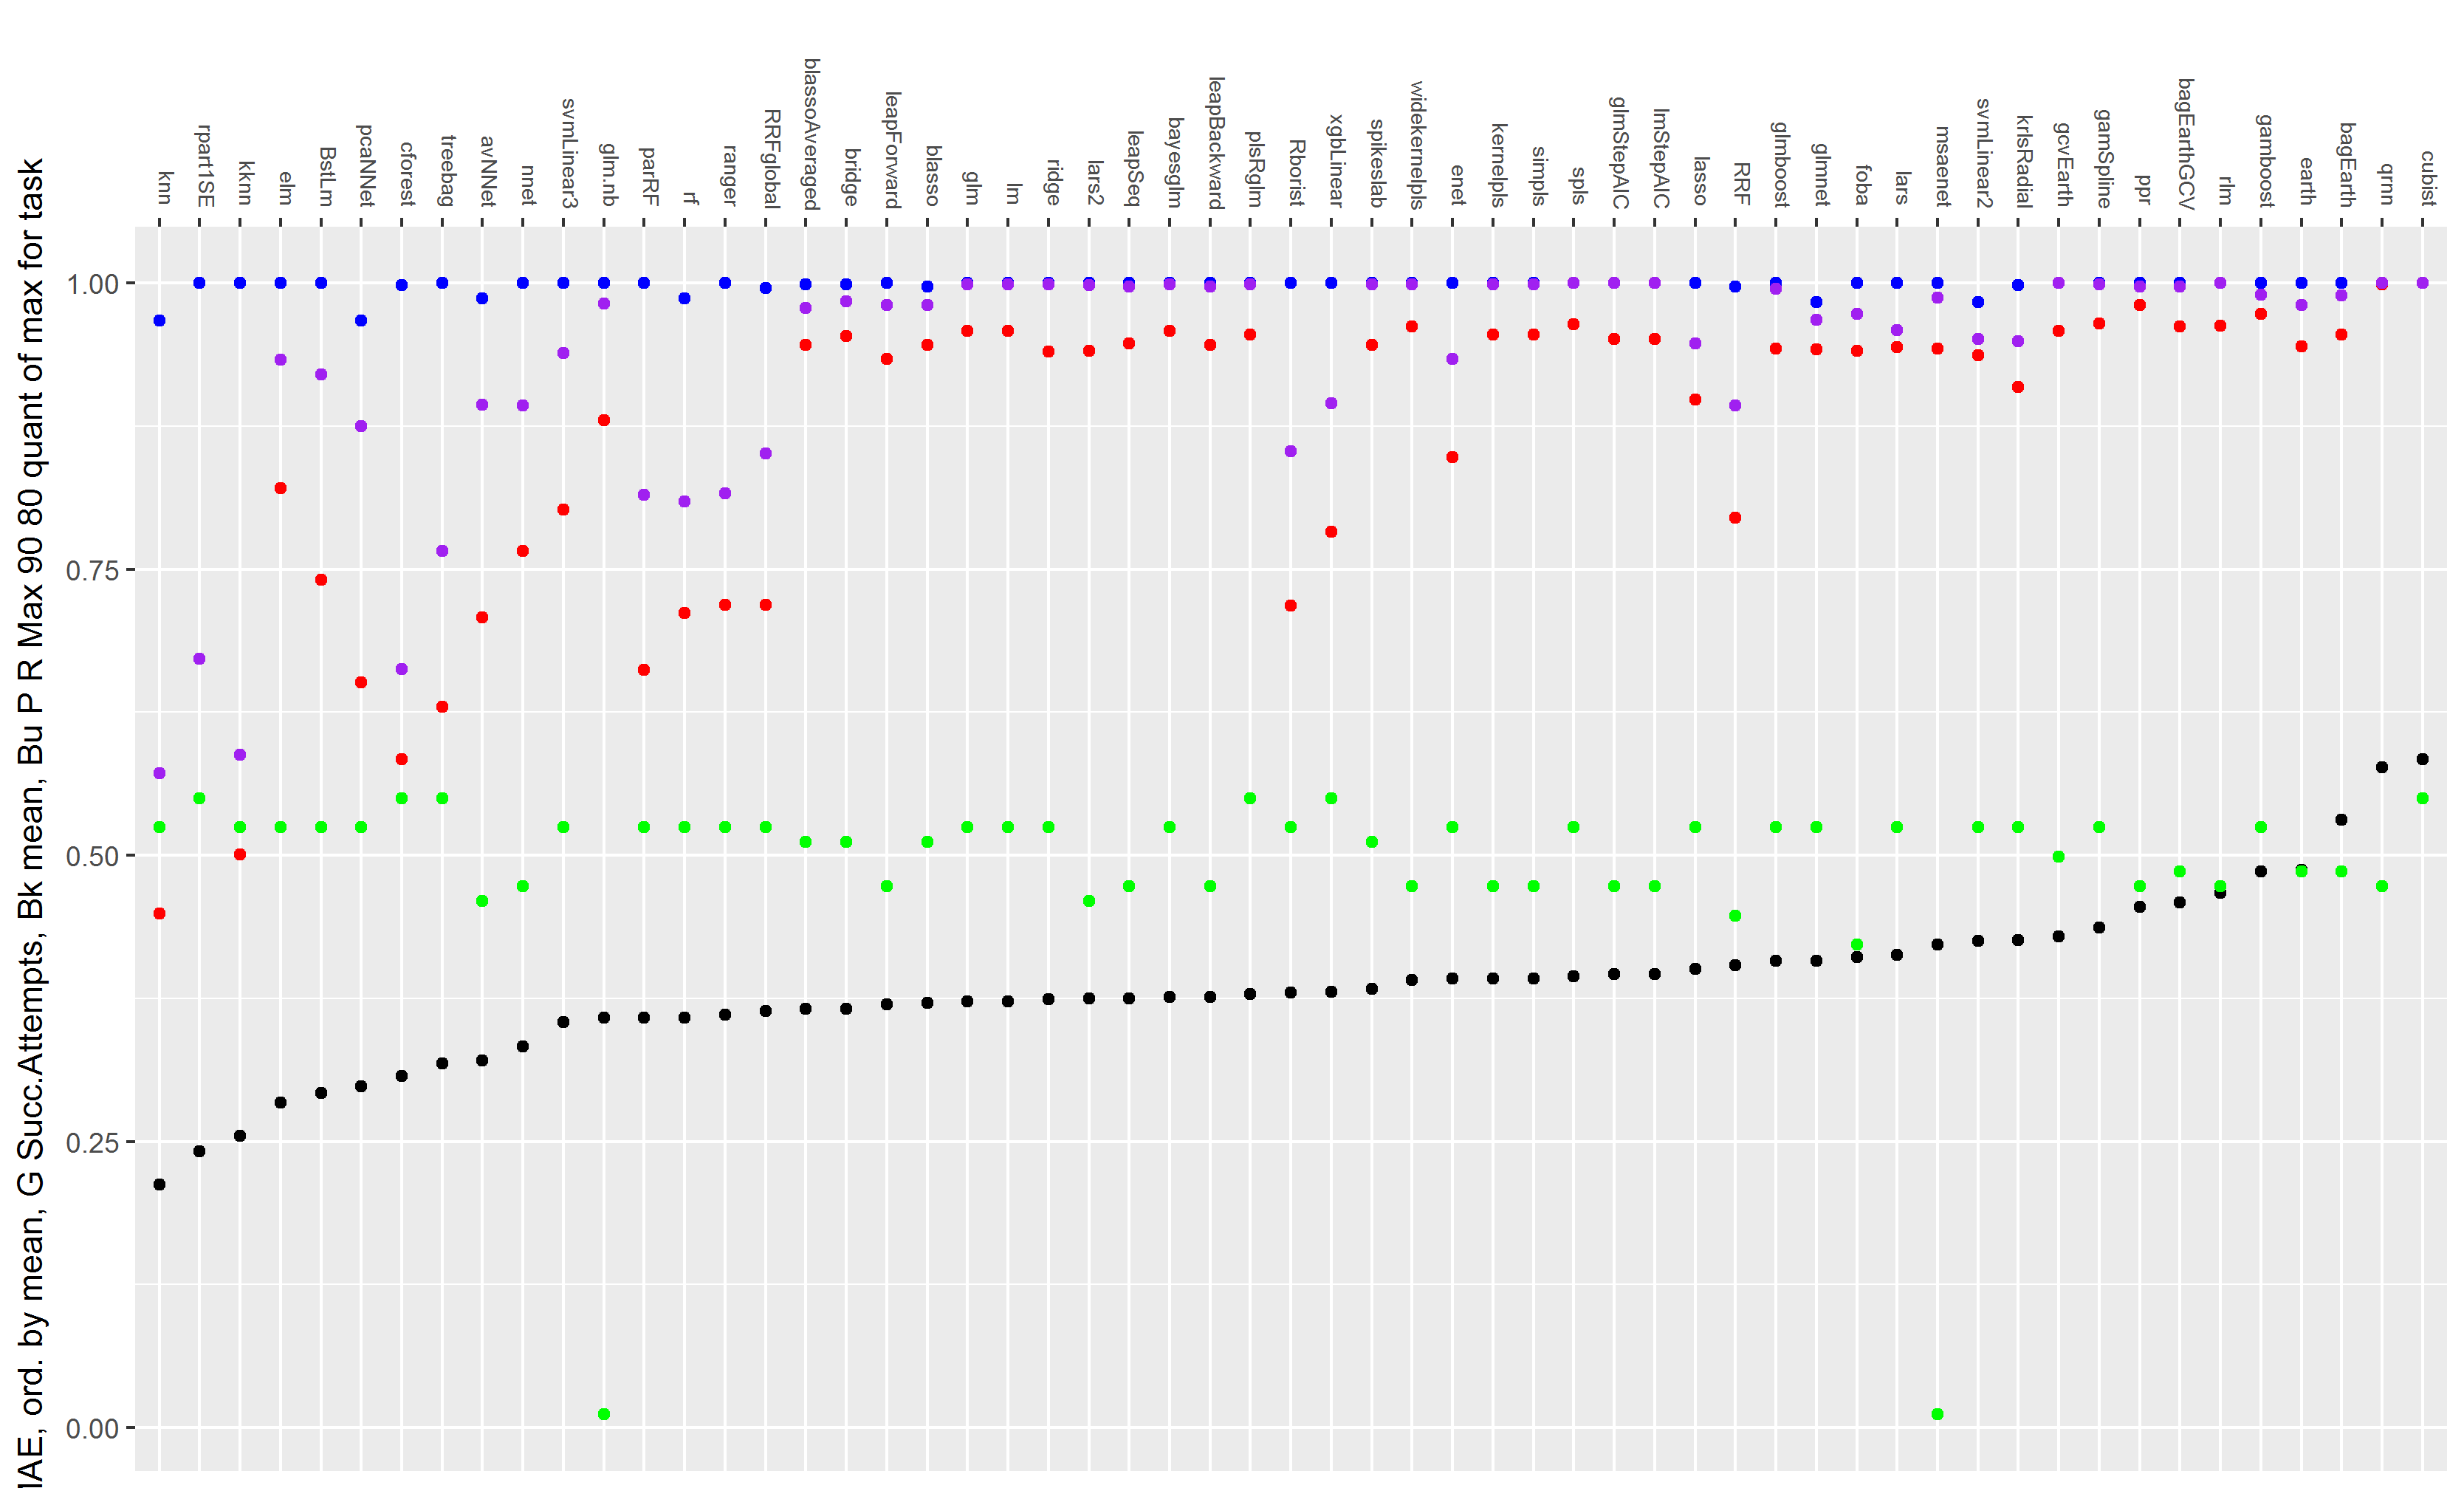 knn
rpart1SE
kknn
elm
BstLm
pcaNNet
cforest
treebag
avNNet
nnet
svmLinear3
glm.nb
parRF
rf
ranger
RRFglobal
blassoAveraged
bridge
leapForward
blasso
glm
lm
ridge
lars2
leapSeq
bayesglm
leapBackward
plsRglm
Rborist
xgbLinear
spikeslab
widekernelpls
enet
kernelpls
simpls
spls
glmStepAIC
lmStepAIC
lasso
RRF
glmboost
glmnet
foba
lars
msaenet
svmLinear2
krlsRadial
gcvEarth
gamSpline
ppr
bagEarthGCV
rlm
gamboost
earth
bagEarth
qrnn
cubist
1.00
0.75
0.50
0.25
0.00
ord. by mean, G Succ.Attempts, Bk mean, Bu P R Max 90 80 quant of max for task